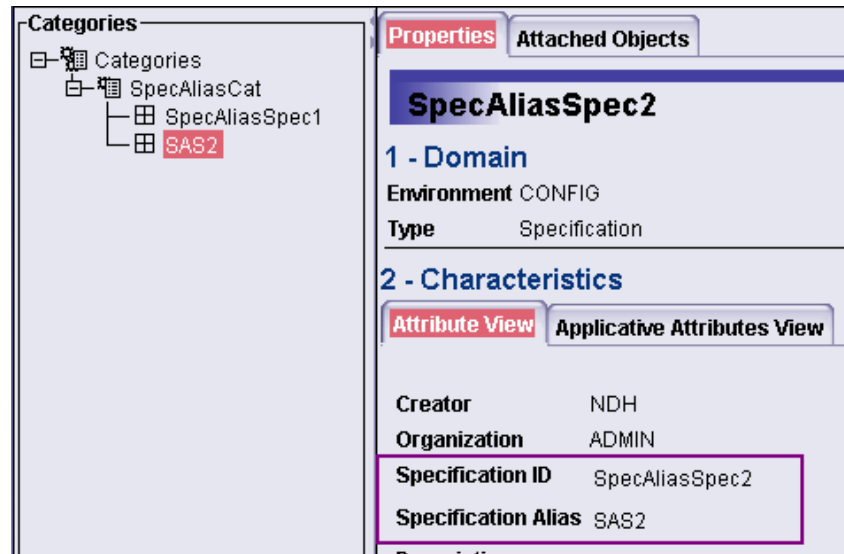 Categories
Categories
SpecAliasCat
SpecAliasSpec1
SAS2
Properties
Attached Objects
SpecAliasSpec2
1 - Domain
Environment CONFIG
Type Specification
2 - Characteristics
Attribute View
Applicative Attributes View
Creator NDH
Organization ADMIN
Specification ID SpecAliasSpec2
Specification Alias SAS2